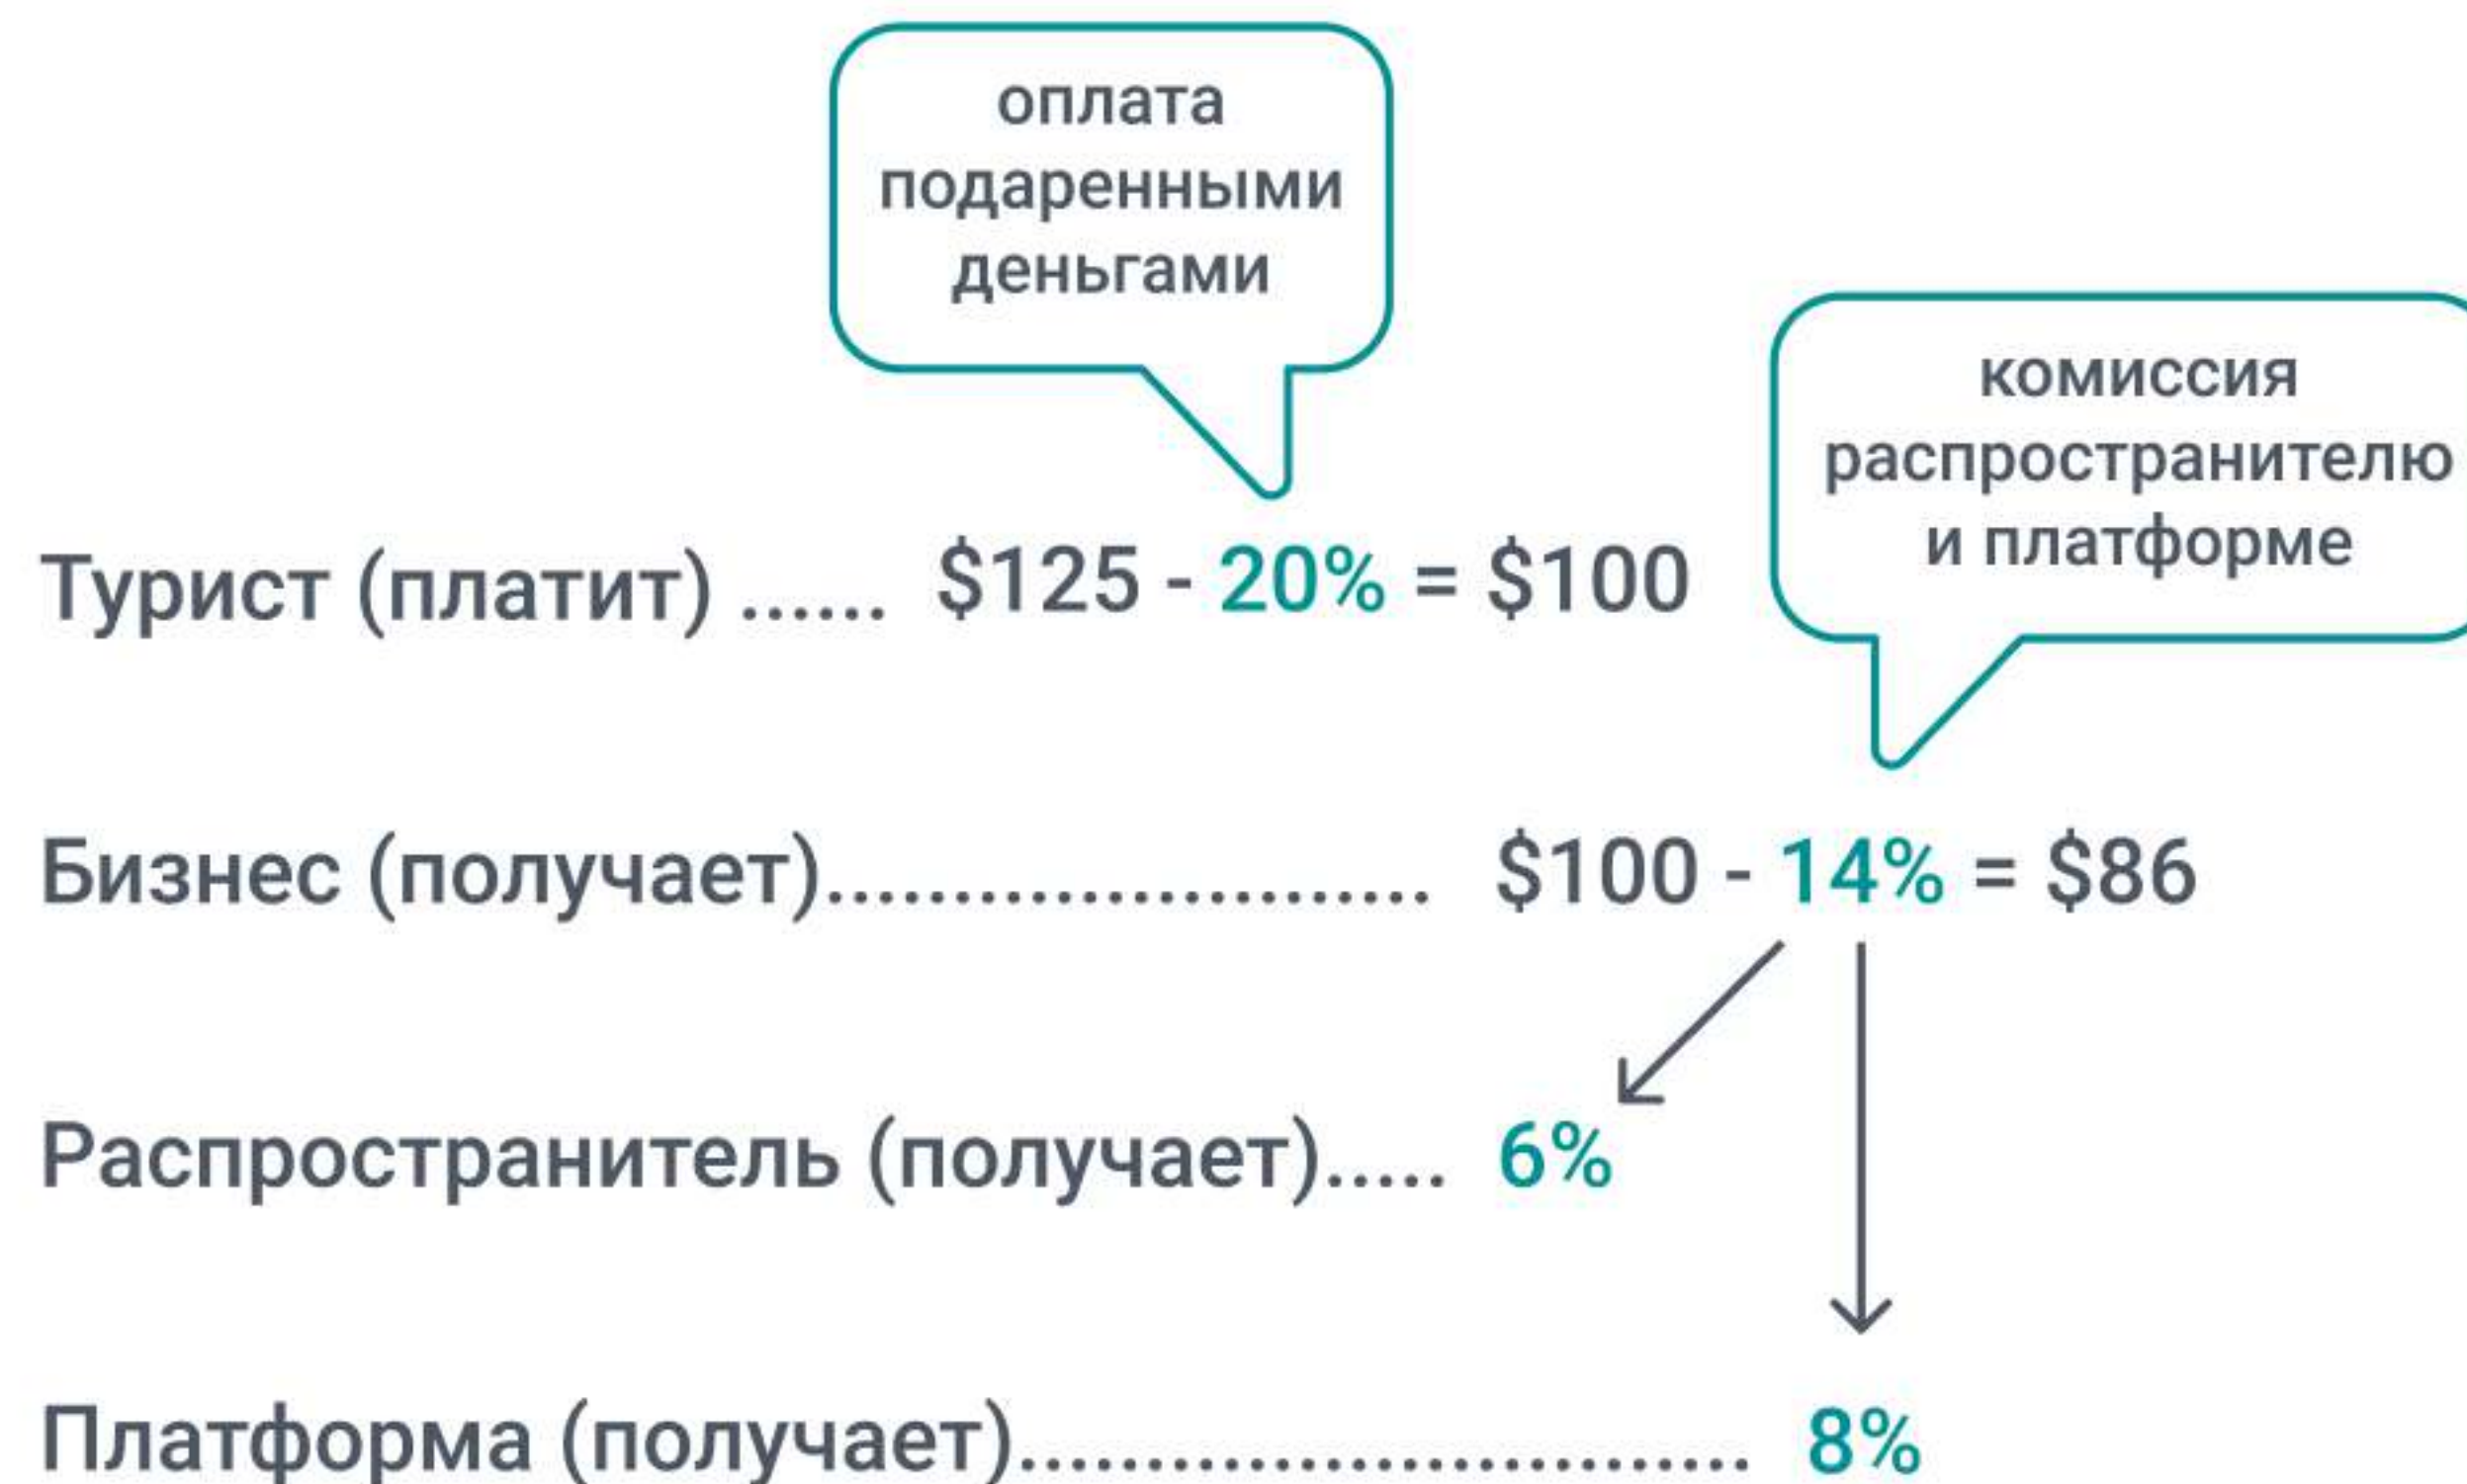 оплата
подаренными
деньгами
комиссия
распространителю
и платформе
Турист (платит) ...... $125 - 20% = $100
Бизнес (получает)........................ $100 - 14% = $86
Распространитель (получает)..... 6%
Платформа (получает)............................. 8%